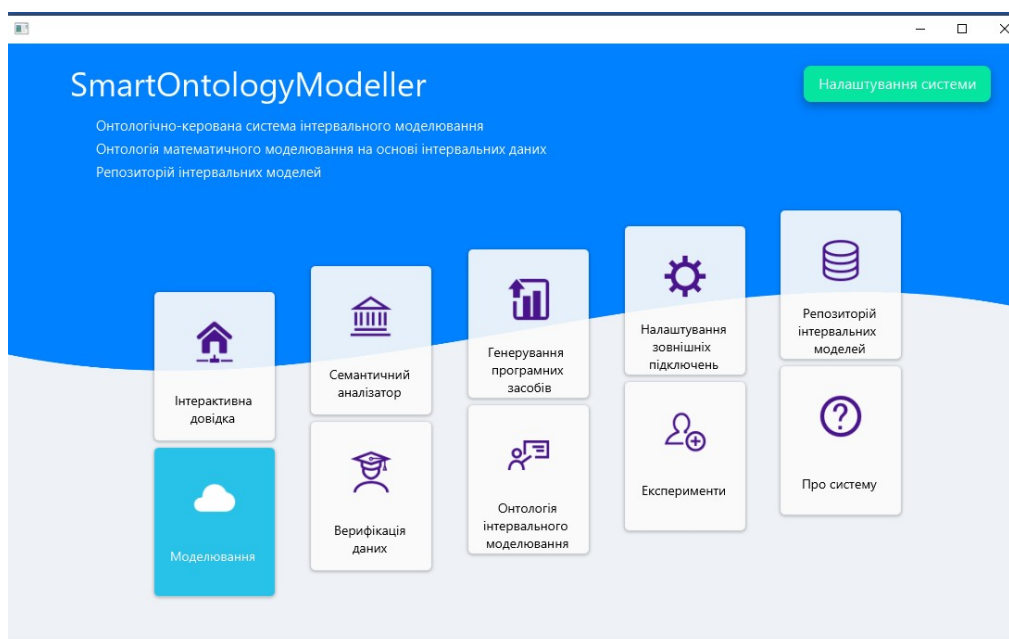 SmartOntologyModeller
Налаштування системи
Онтологічно-керована система інтервального моделювання
Онтологія математичного моделювання на основі інтервальних даних
Репозиторій інтервальних моделей
Інтерактивна
довідка
Семантичний
аналізатор
Генерування
програмних
засобів
Налаштування
зовнішніх
підключень
Репозиторій
інтервальних
моделей
Моделювання
Верифікація
даних
Онтологія
інтервального
моделювання
Експерименти
Про систему